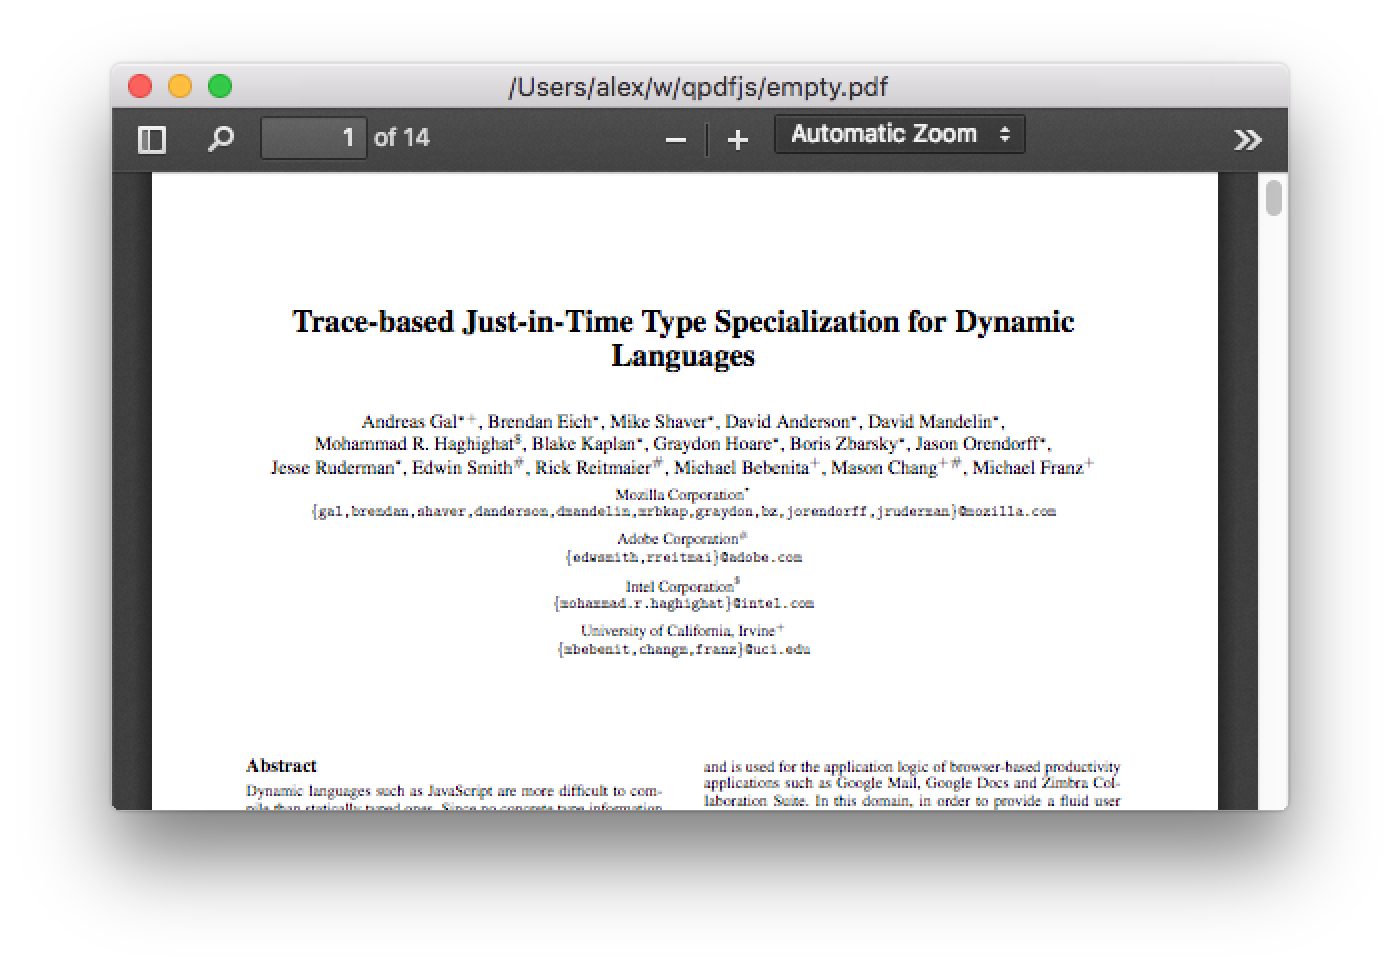 /Users/alex/w/qpdfjs/empty.pdf
1 of 14
Automatic Zoom
Trace-based Just-in-Time Type Specialization for Dynamic
Languages
Andreas Gal*+, Brendan Eich*, Mike Shaver*, David Anderson*, David Mandelin*,
Mohammad R. Haghighat$, Blake Kaplan*, Graydon Hoare*, Boris Zbarsky*, Jason Orendorff*,
Jesse Ruderman*, Edwin Smith#, Rick Reitmaier#, Michael Bebenita+, Mason Chang+#, Michael Franz+
Mozilla Corporation*
{gal,brendan,shaver,danderson,dmandelin,mrbkap,graydon,bz,jorendorff,jruderman}@mozilla.com
Adobe Corporation#
{edwsmith,rreitmai}@adobe.com
Intel Corporation$
{mohammad.r.haghighat}@intel.com
University of California, Irvine+
{mbebenit,changm,franz}@uci.edu
Abstract
Dynamic languages such as JavaScript are more difficult to com-
pile than statically typed ones. Since no concrete type information
and is used for the application logic of browser-based productivity
applications such as Google Mail, Google Docs and Zimbra Col-
laboration Suite. In this domain, in order to provide a fluid user